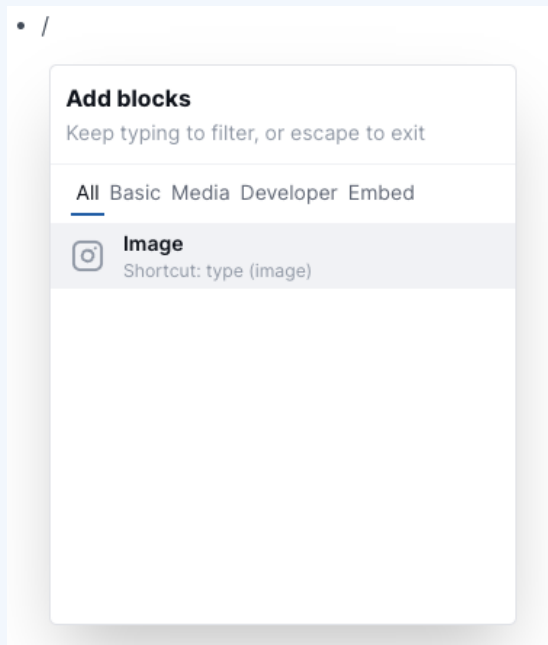 • /
Add blocks
Keep typing to filter, or escape to exit
All Basic Media Developer Embed
Image
Shortcut: type (image)